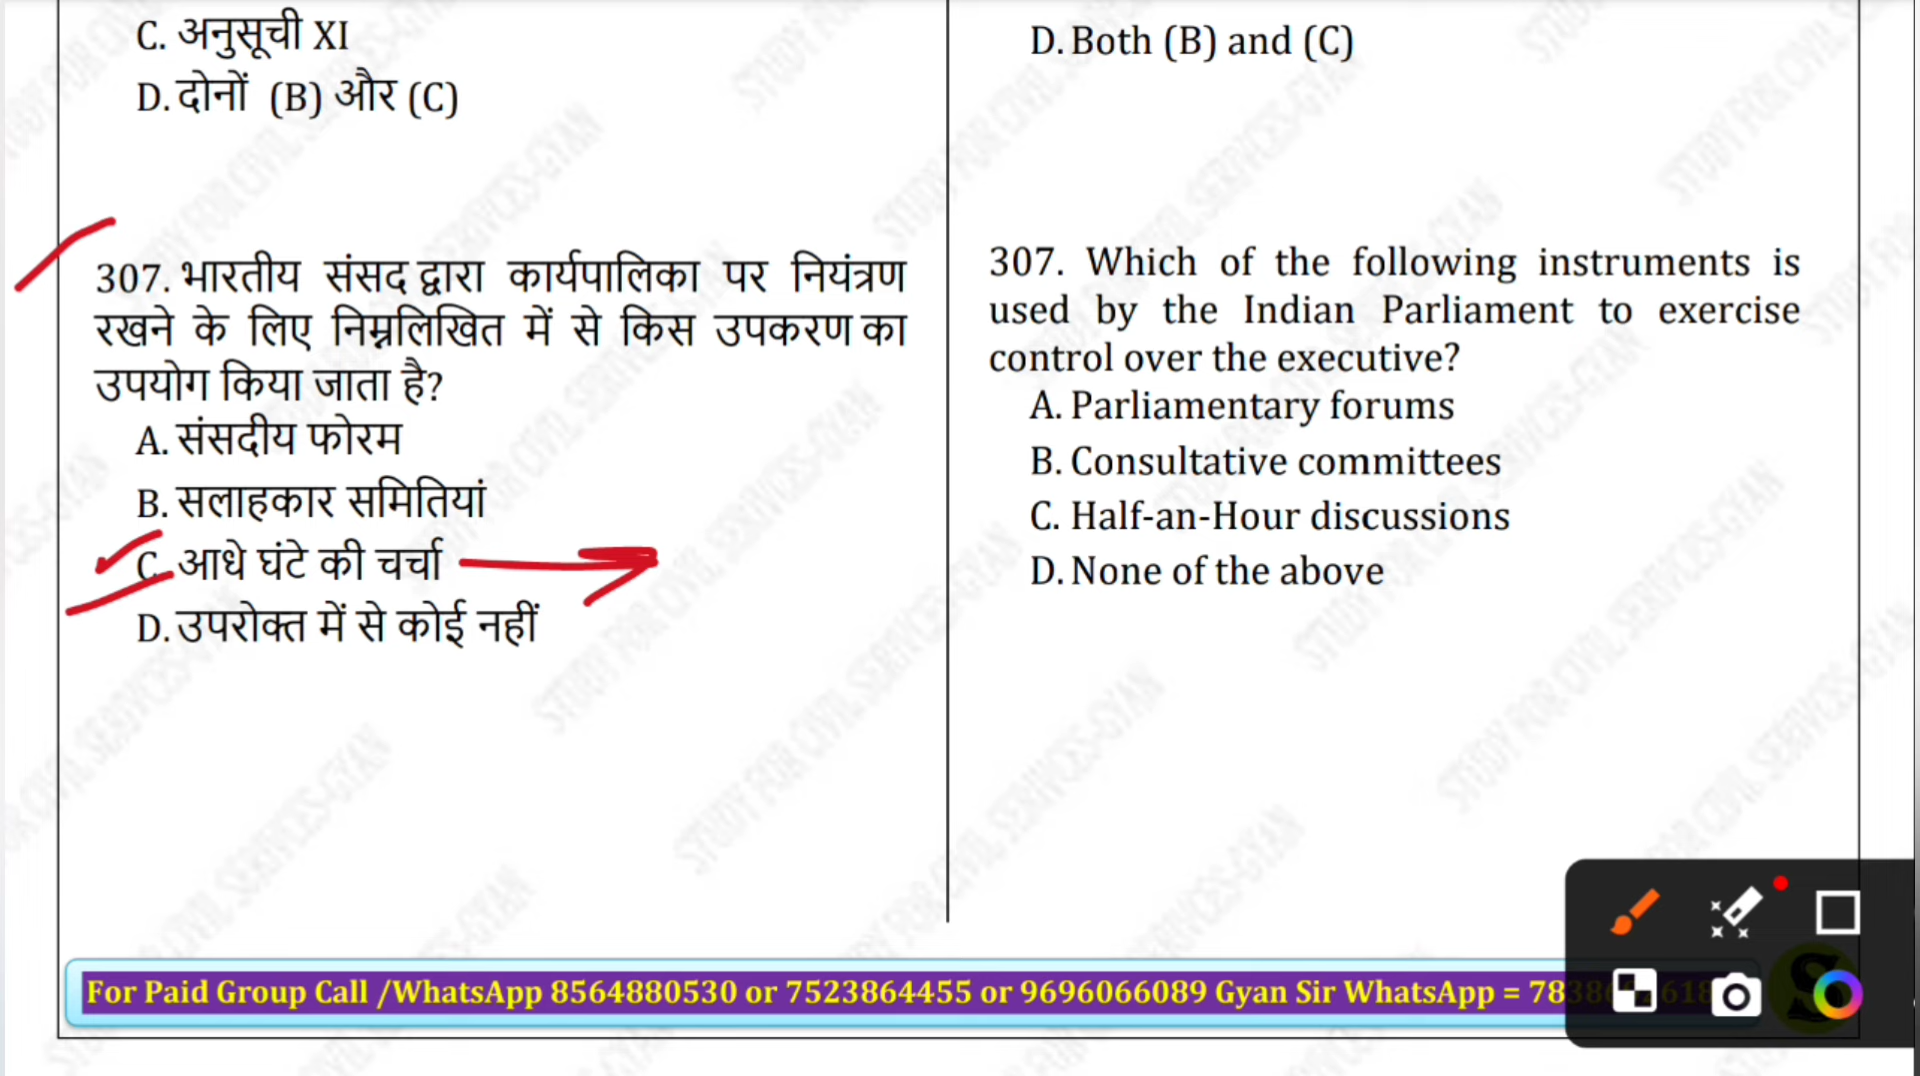 C. अनुसूची XI
D. दोनों (B) और (C)
307. भारतीय संसद द्वारा कार्यपालिका पर नियंत्रण
रखने के लिए निम्नलिखित में से किस उपकरण का
उपयोग किया जाता है?
A. संसदीय फोरम
B. सलाहकार समितियां
C. आधे घंटे की चर्चा
D. उपरोक्त में से कोई नहीं
D. Both (B) and (C)
307. Which of the following instruments is
used by the Indian Parliament to exercise
control over the executive?
A. Parliamentary forums
B. Consultative committees
C. Half-an-Hour discussions
D. None of the above
For Paid Group Call /WhatsApp 8564880530 or 7523864455 or 9696066089 Gyan Sir WhatsApp =